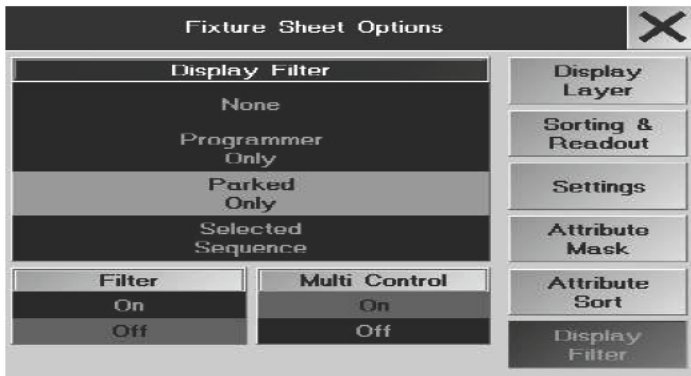 Fixture Sheet Options
Display Filter
None
Programmer
Only
Parked
Only
Selected
Sequence
Filter
On
Off
Multi Control
On
Off
Display
Layer
Sorting &
Readout
Settings
Attribute
Mask
Attribute
Sort
Display
Filter